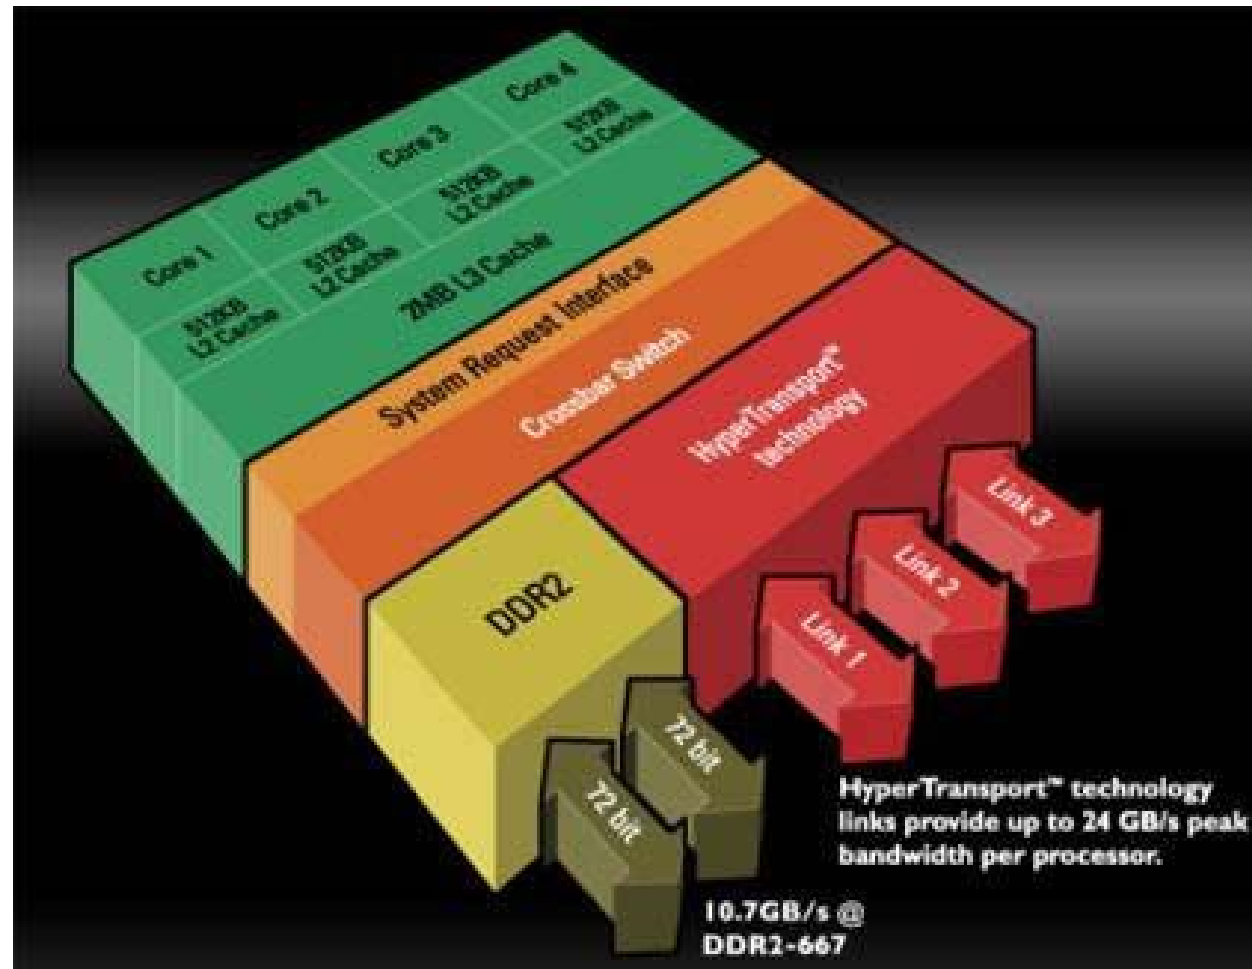 Core 1
Core 2
Core 3
Core 4
512KB
L2 Cache
512KB
L2 Cache
512KB
L2 Cache
512KB
L2 Cache
2MB L3 Cache
System Request Interface
Crossbar Switch
HyperTransport™
technology
DDR2
Link 1
Link 2
Link 3
72 bit
72 bit
HyperTransport™ technology
links provide up to 24 GB/s peak
bandwidth per processor.
10.7GB/s @
DDR2-667